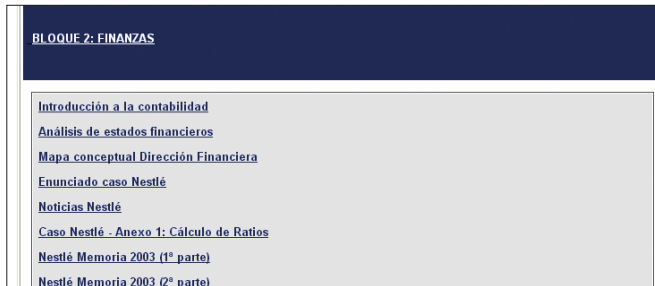 BLOQUE 2: FINANZAS
Introducción a la contabilidad
Análisis de estados financieros
Mapa conceptual Dirección Financiera
Enunciado caso Nestlé
Noticias Nestlé
Caso Nestlé - Anexo 1: Cálculo de Ratios
Nestlé Memoria 2003 (1ª parte)
Nestlé Memoria 2003 (2ª parte)